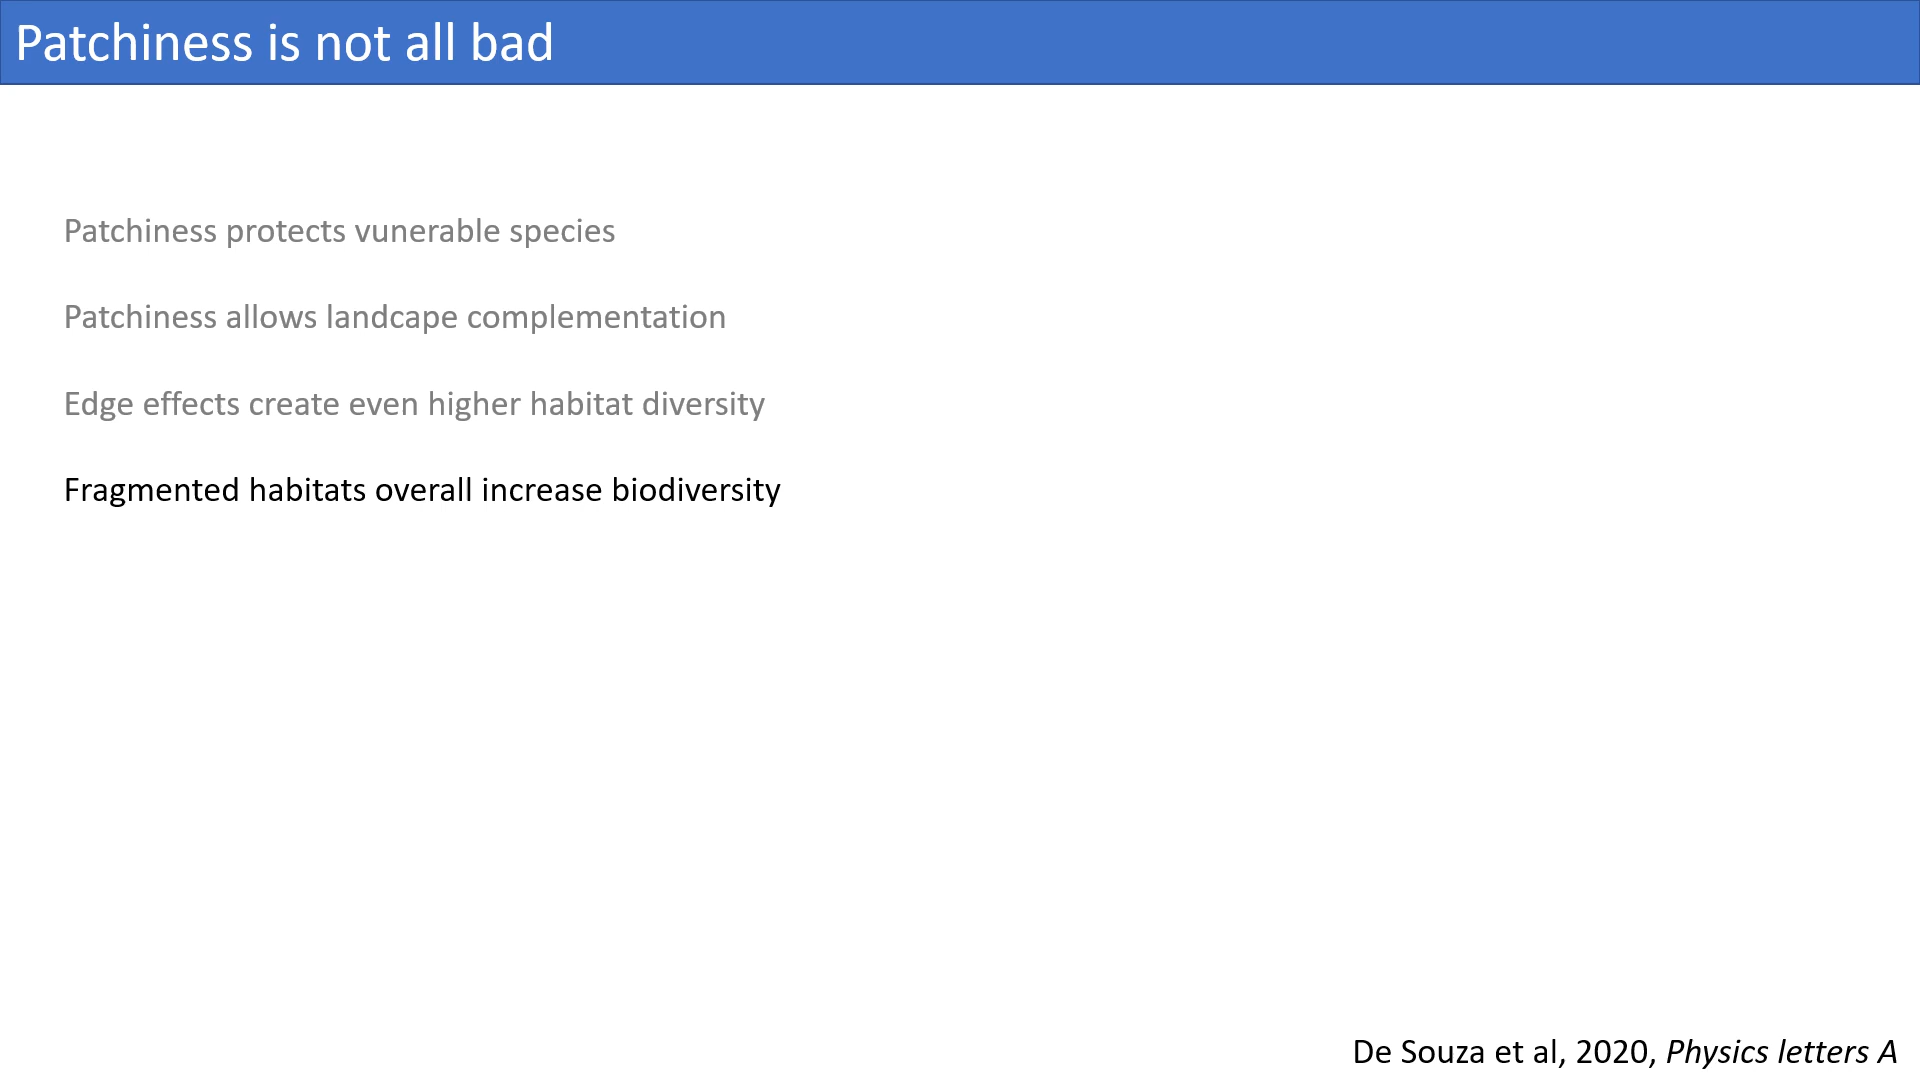 Patchiness is not all bad
Patchiness protects vunerable species
Patchiness allows landcape complementation
Edge effects create even higher habitat diversity
Fragmented habitats overall increase biodiversity
De Souza et al, 2020, Physics letters A